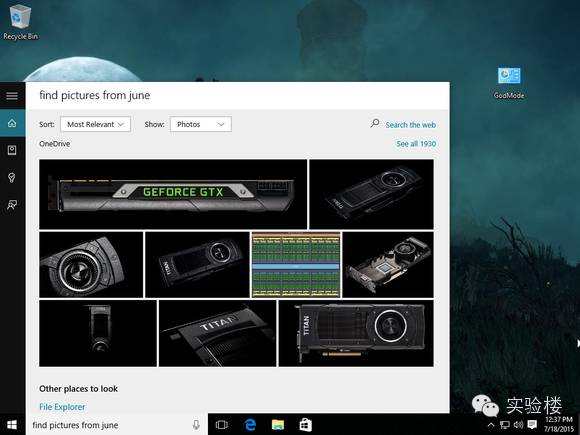 Recycle Bin
GodMode
find pictures from june
Sort:
Most Relevant
Show:
Photos
Search the web
OneDrive
See all 1930
GEFORCE GTX
TITAN
TITAN
TITAN
TITAN
Other places to look
File Explorer
find pictures from june
实验楼
12:37 PM
7/18/2015